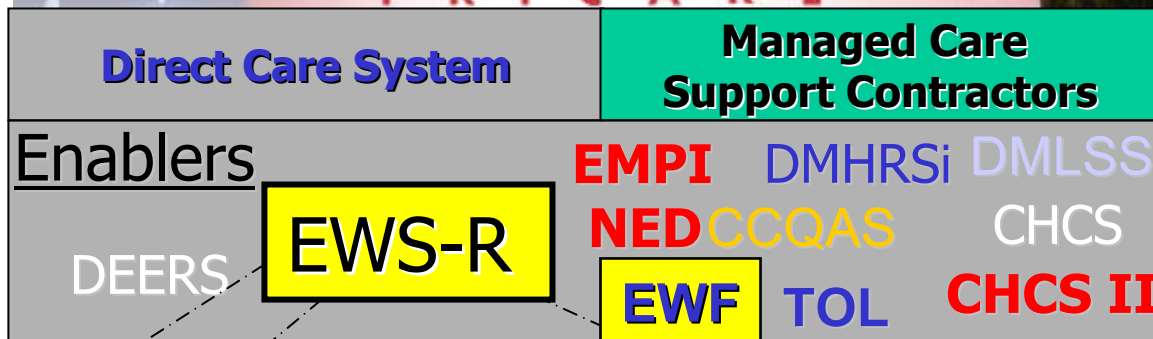 Direct Care System
Managed Care
Support Contractors
Enablers
EMPI DMHRSi DMLSS
EWS-R
NED CCQAS CHCS
DEERS
EWF TOL CHCS II